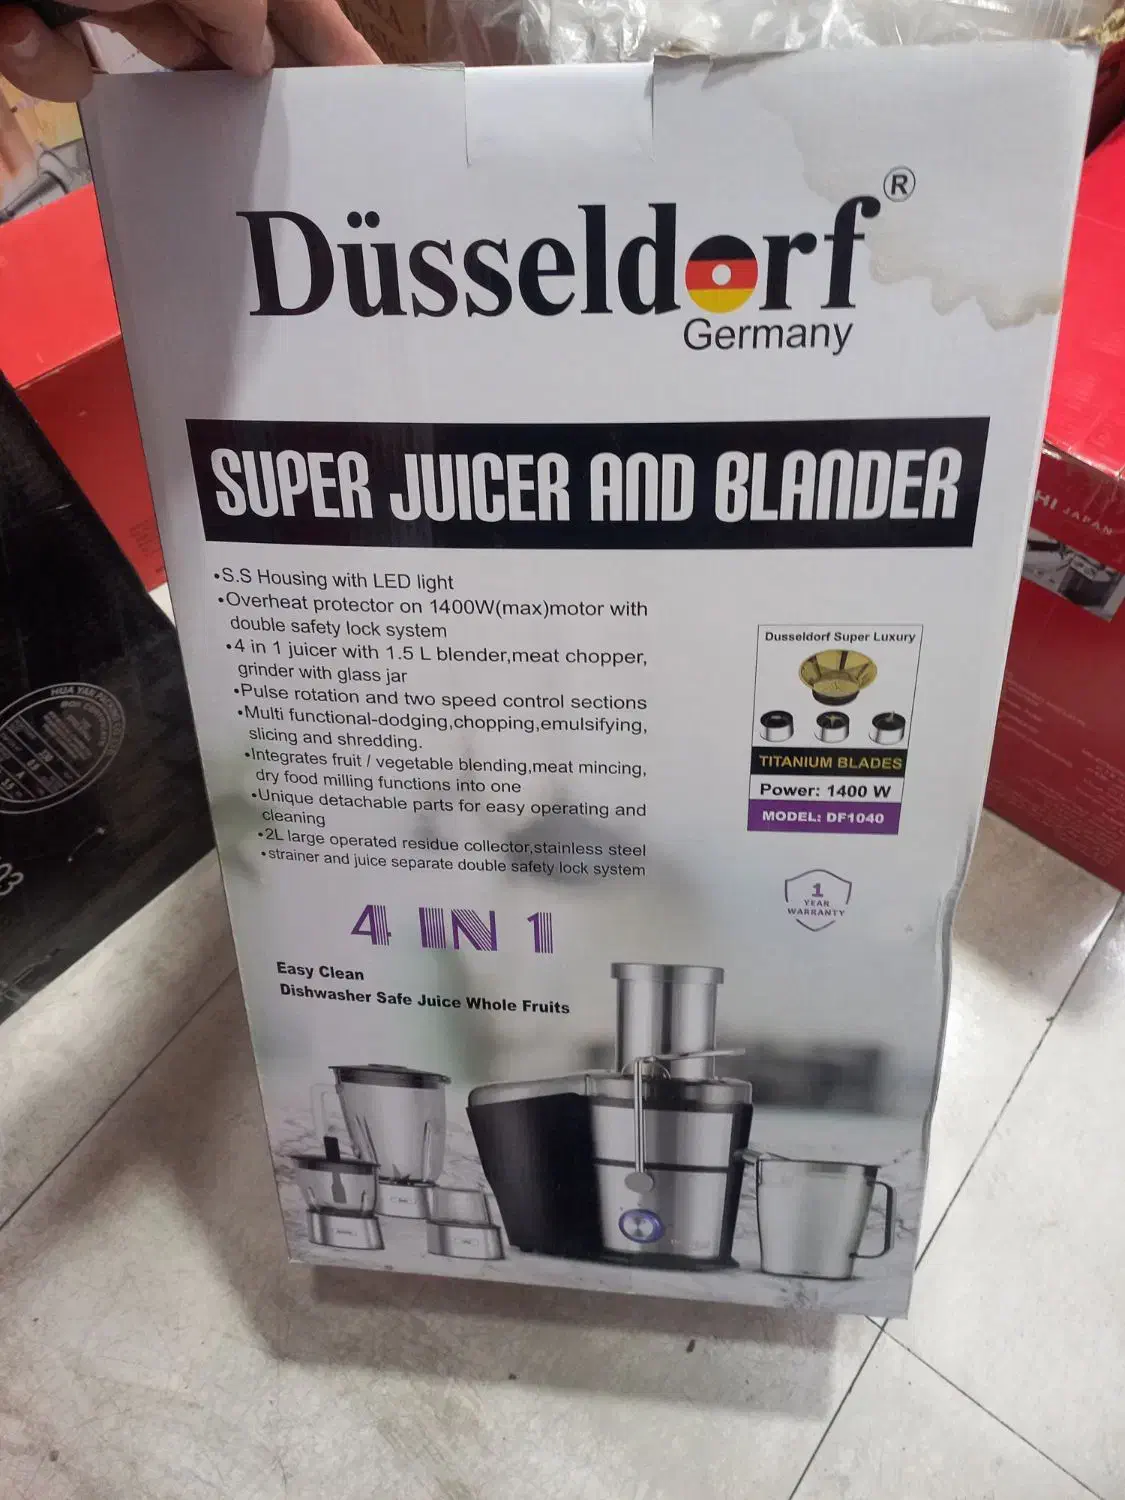 Düsseldorf®
Germany
SUPER JUICER AND BLANDER
•S.S Housing with LED light
•Overheat protector on 1400W(max)motor with
double safety lock system
•4 in 1 juicer with 1.5 L blender,meat chopper,
grinder with glass jar
•Pulse rotation and two speed control sections
•Multi functional-dodging,chopping,emulsifying,
slicing and shredding.
•Integrates fruit / vegetable blending,meat mincing,
dry food milling functions into one
•Unique detachable parts for easy operating and
cleaning
•2L large operated residue collector,stainless steel
•strainer and juice separate double safety lock system
Dusseldorf Super Luxury
TITANIUM BLADES
Power: 1400 W
MODEL: DF1040
1
YEAR
WARRANTY
4 IN 1
Easy Clean
Dishwasher Safe Juice Whole Fruits
HI JAPAN
03